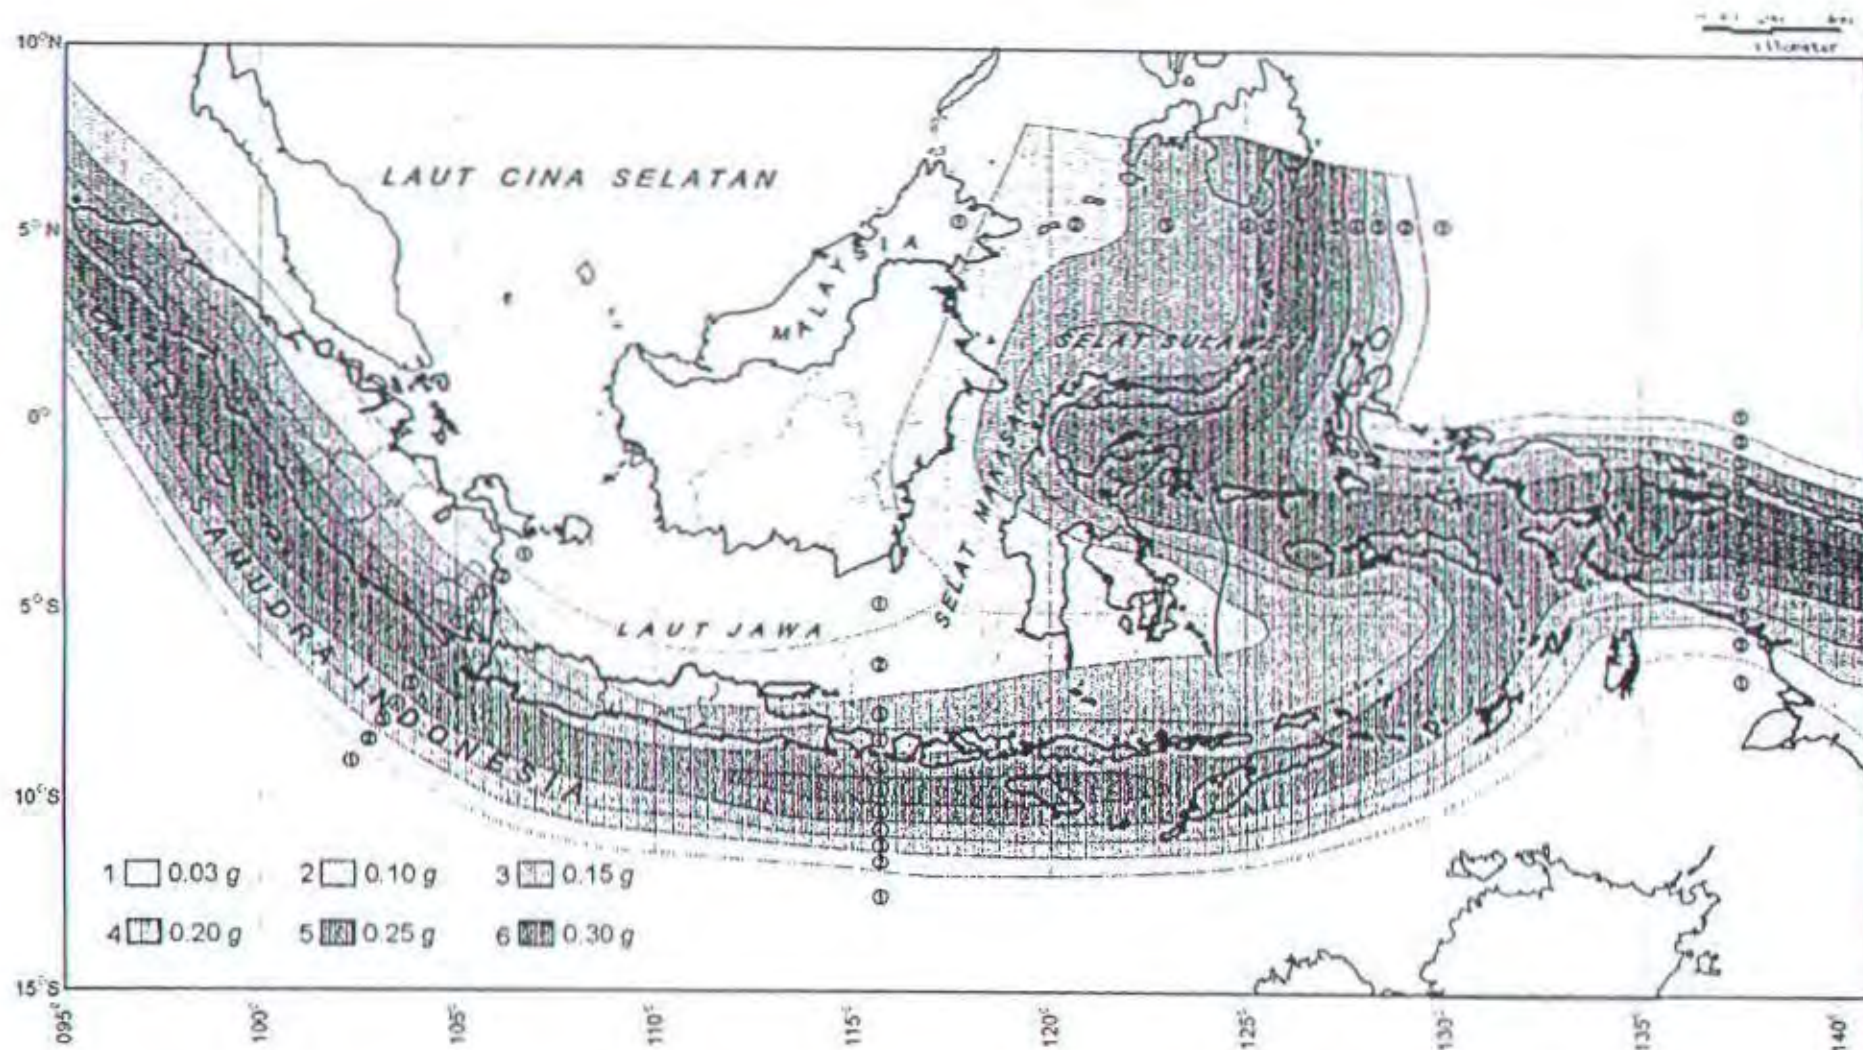 kilometer
10°N
5°N
0°
5°S
10°S
15°S
LAUT CINA SELATAN
MALAYSIA
SELAT SULAWESI
SELAT MAKASAR
LAUT JAWA
SAMUDRA INDONESIA
1 0.03 g 2 0.10 g 3 0.15 g
4 0.20 g 5 0.25 g 6 0.30 g
095° 100° 105° 110° 115° 120° 125° 130° 135° 140°